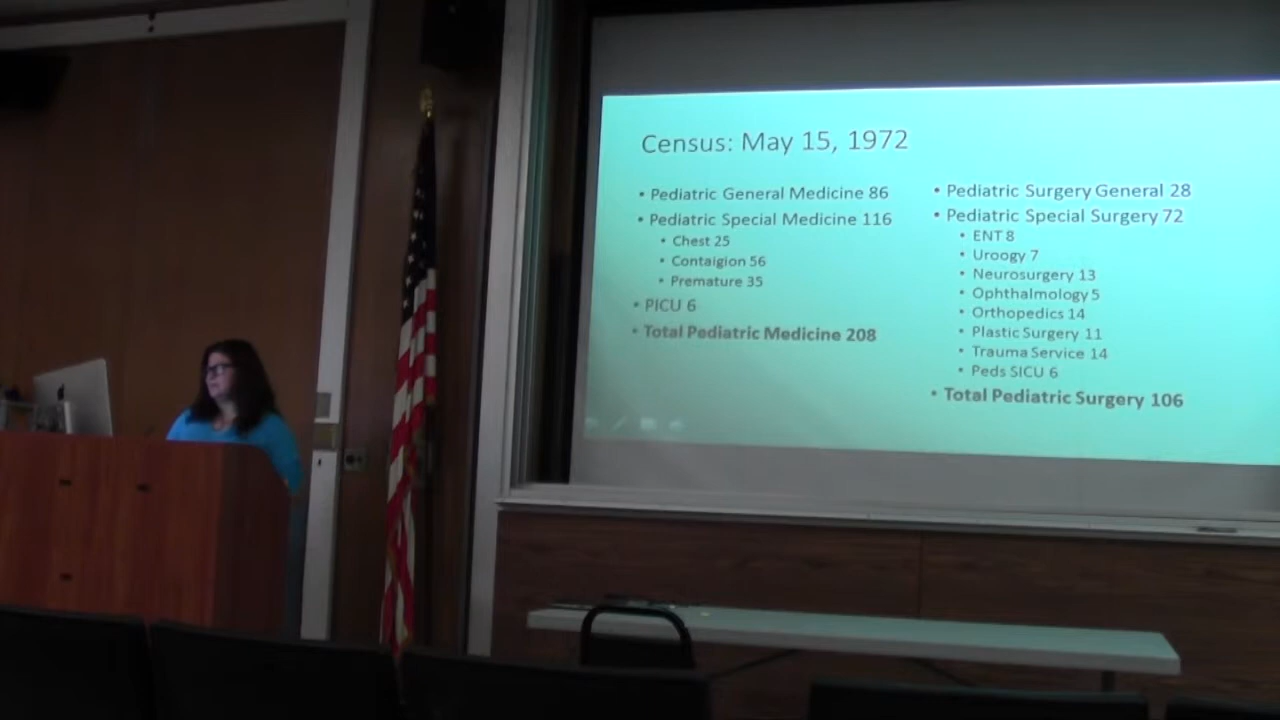 Census: May 15, 1972
• Pediatric General Medicine 86
• Pediatric Special Medicine 116
• Chest 25
• Contaigion 56
• Premature 35
• PICU 6
• Total Pediatric Medicine 208
• Pediatric Surgery General 28
• Pediatric Special Surgery 72
• ENT 8
• Uroogy 7
• Neurosurgery 13
• Ophthalmology 5
• Orthopedics 14
• Plastic Surgery 11
• Trauma Service 14
• Peds SICU 6
• Total Pediatric Surgery 106